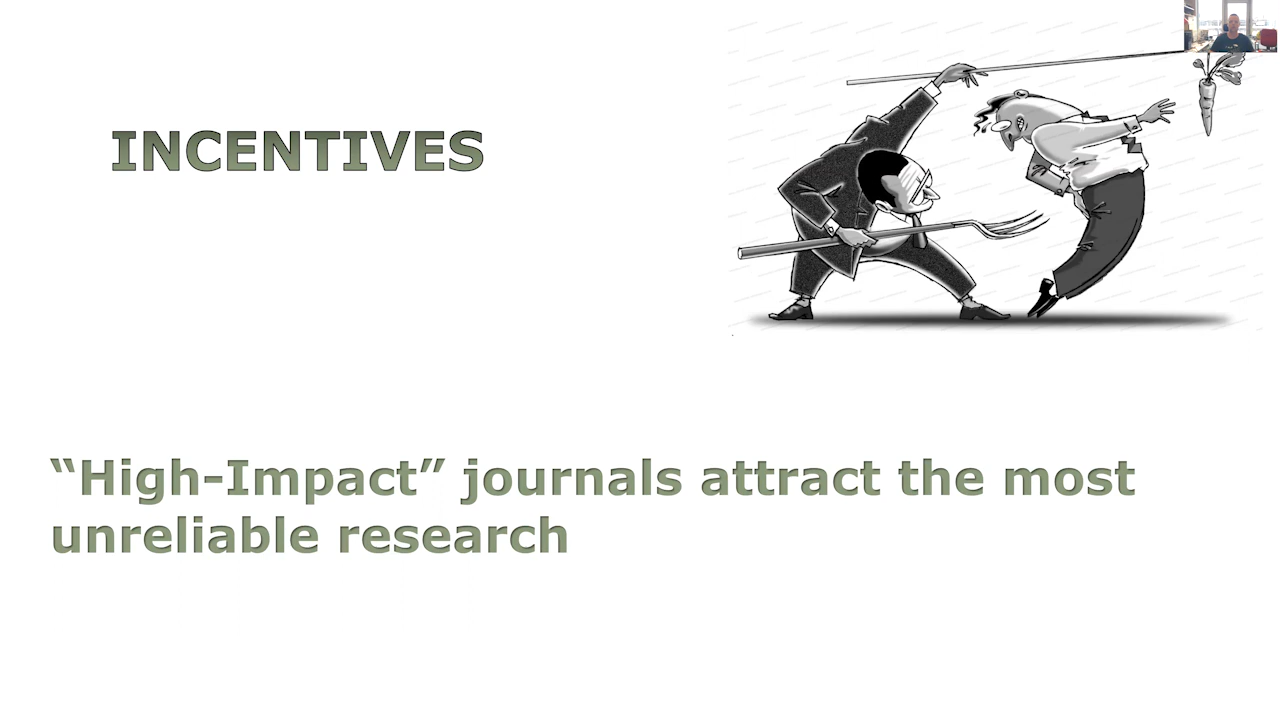 INCENTIVES
“High-Impact” journals attract the most
unreliable research